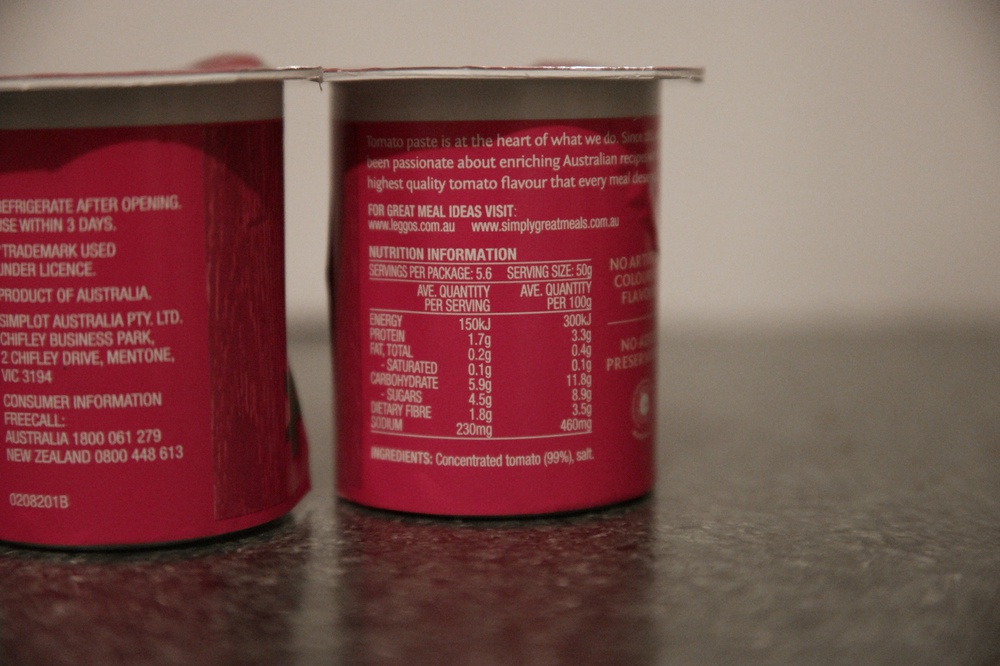 EFRIGERATE AFTER OPENING.
SE WITHIN 3 DAYS.
TRADEMARK USED
NDER LICENCE.
PRODUCT OF AUSTRALIA.
SIMPLOT AUSTRALIA PTY. LTD.
CHIFLEY BUSINESS PARK,
2 CHIFLEY DRIVE, MENTONE,
VIC 3194
CONSUMER INFORMATION
FREECALL:
AUSTRALIA 1800 061 279
NEW ZEALAND 0800 448 613
0208201B
Tomato paste is at the heart of what we do. Since
been passionate about enriching Australian recipes
highest quality tomato flavour that every meal
FOR GREAT MEAL IDEAS VISIT:
www.leggos.com.au www.simplygreatmeals.com.au
NUTRITION INFORMATION
SERVINGS PER PACKAGE: 5.6 SERVING SIZE: 50g
AVE. QUANTITY AVE. QUANTITY
PER SERVING PER 100g
ENERGY 150kJ 300kJ
PROTEIN 1.7g 3.3g
FAT, TOTAL 0.2g 0.4g
- SATURATED 0.1g 0.1g
CARBOHYDRATE 5.9g 11.8g
- SUGARS 4.5g 8.9g
DIETARY FIBRE 1.8g 3.5g
SODIUM 230mg 460mg
INGREDIENTS: Concentrated tomato (99%), salt.
NO ARTI
COLOU
FLAVO
NO A
PRESER